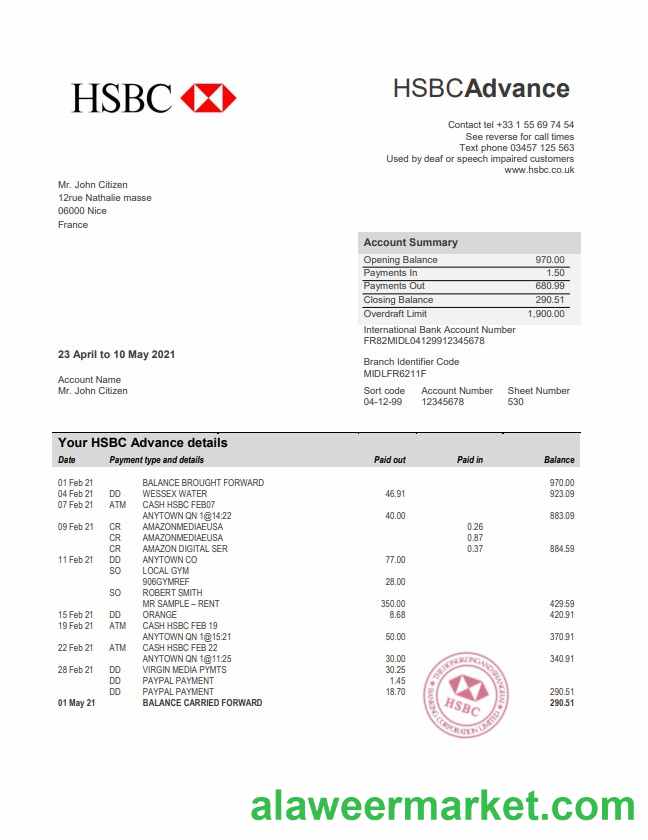 HSBC
HSBCAdvance
Contact tel +33 1 55 69 74 54
See reverse for call times
Text phone 03457 125 563
Used by deaf or speech impaired customers
www.hsbc.co.uk
Mr. John Citizen
12rue Nathalie masse
06000 Nice
France
Account Summary
Opening Balance 970.00
Payments In 1.50
Payments Out 680.99
Closing Balance 290.51
Overdraft Limit 1,900.00
International Bank Account Number
FR82MIDL04129912345678
23 April to 10 May 2021
Branch Identifier Code
MIDLFR6211F
Account Name
Mr. John Citizen
Sort code Account Number Sheet Number
04-12-99 12345678 530
Your HSBC Advance details
Date Payment type and details Paid out Paid in Balance
01 Feb 21 BALANCE BROUGHT FORWARD 970.00
04 Feb 21 DD WESSEX WATER 46.91 923.09
07 Feb 21 ATM CASH HSBC FEB07
ANYTOWN QN 1@14:22 40.00 883.09
09 Feb 21 CR AMAZONMEDIAEUSA 0.26
CR AMAZONMEDIAEUSA 0.87
CR AMAZON DIGITAL SER 0.37 884.59
11 Feb 21 DD ANYTOWN CO 77.00
SO LOCAL GYM
906GYMREF 28.00
SO ROBERT SMITH
MR SAMPLE – RENT 350.00 429.59
15 Feb 21 DD ORANGE 8.68 420.91
19 Feb 21 ATM CASH HSBC FEB 19
ANYTOWN QN 1@15:21 50.00 370.91
22 Feb 21 ATM CASH HSBC FEB 22
ANYTOWN QN 1@11:25 30.00 340.91
28 Feb 21 DD VIRGIN MEDIA PYMTS 30.25
DD PAYPAL PAYMENT 1.45
DD PAYPAL PAYMENT 18.70 290.51
01 May 21 BALANCE CARRIED FORWARD 290.51
THE HONGKONG AND SHANGHAI
BANKING CORPORATION LIMITED
HSBC
alaweermarket.com